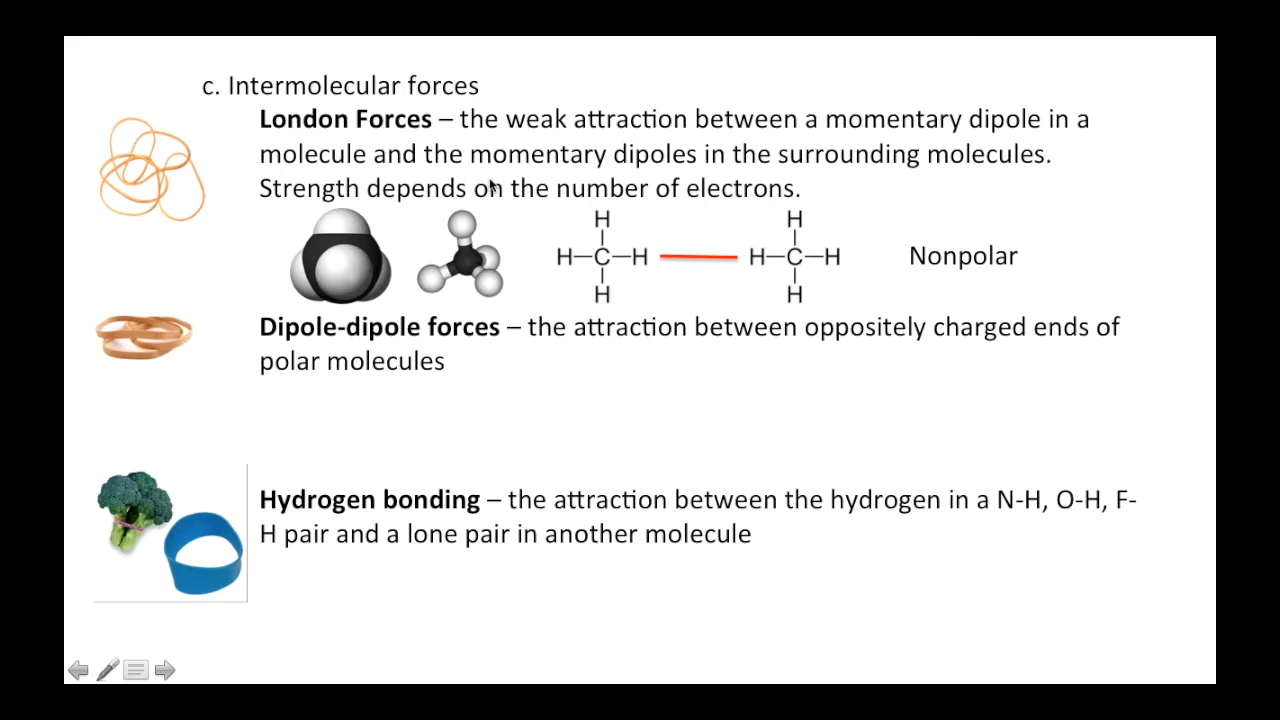 c. Intermolecular forces
London Forces – the weak attraction between a momentary dipole in a
molecule and the momentary dipoles in the surrounding molecules.
Strength depends on the number of electrons.
H H
H–C–H H–C–H Nonpolar
H H
Dipole-dipole forces – the attraction between oppositely charged ends of
polar molecules
Hydrogen bonding – the attraction between the hydrogen in a N-H, O-H, F-
H pair and a lone pair in another molecule